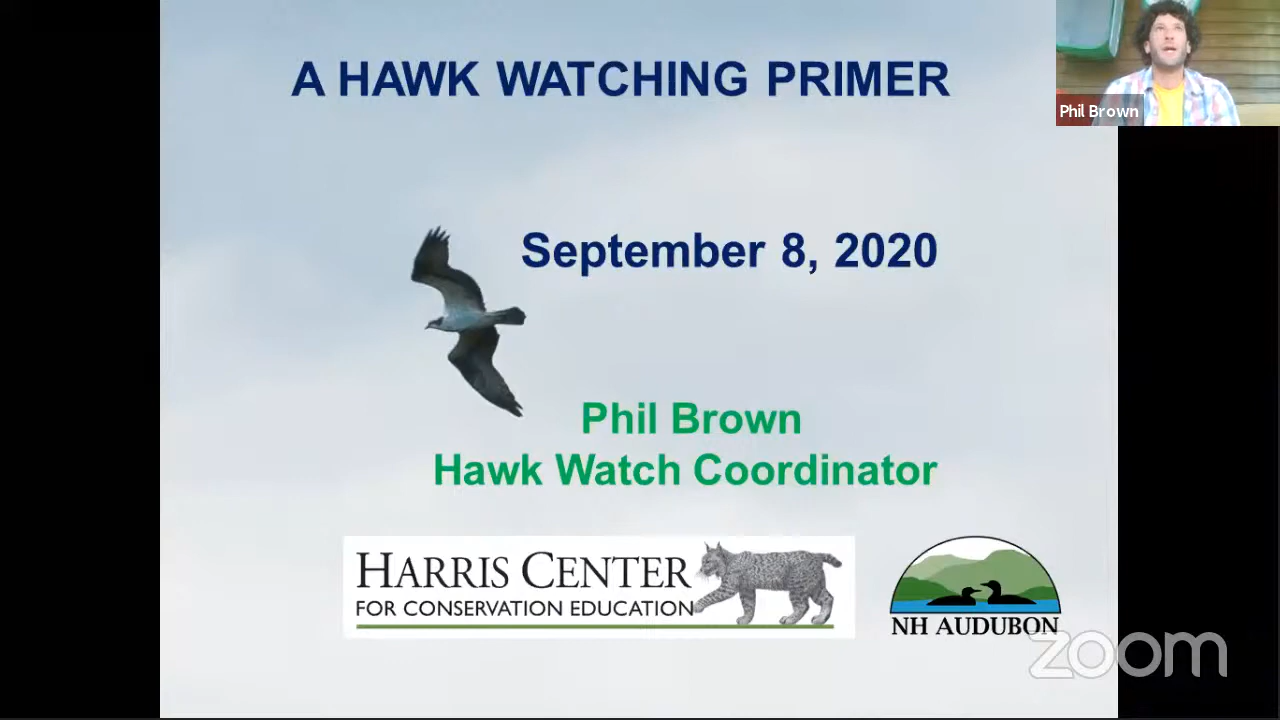 A HAWK WATCHING PRIMER
Phil Brown
September 8, 2020
Phil Brown
Hawk Watch Coordinator
HARRIS CENTER
FOR CONSERVATION EDUCATION
NH AUDUBON
zoom